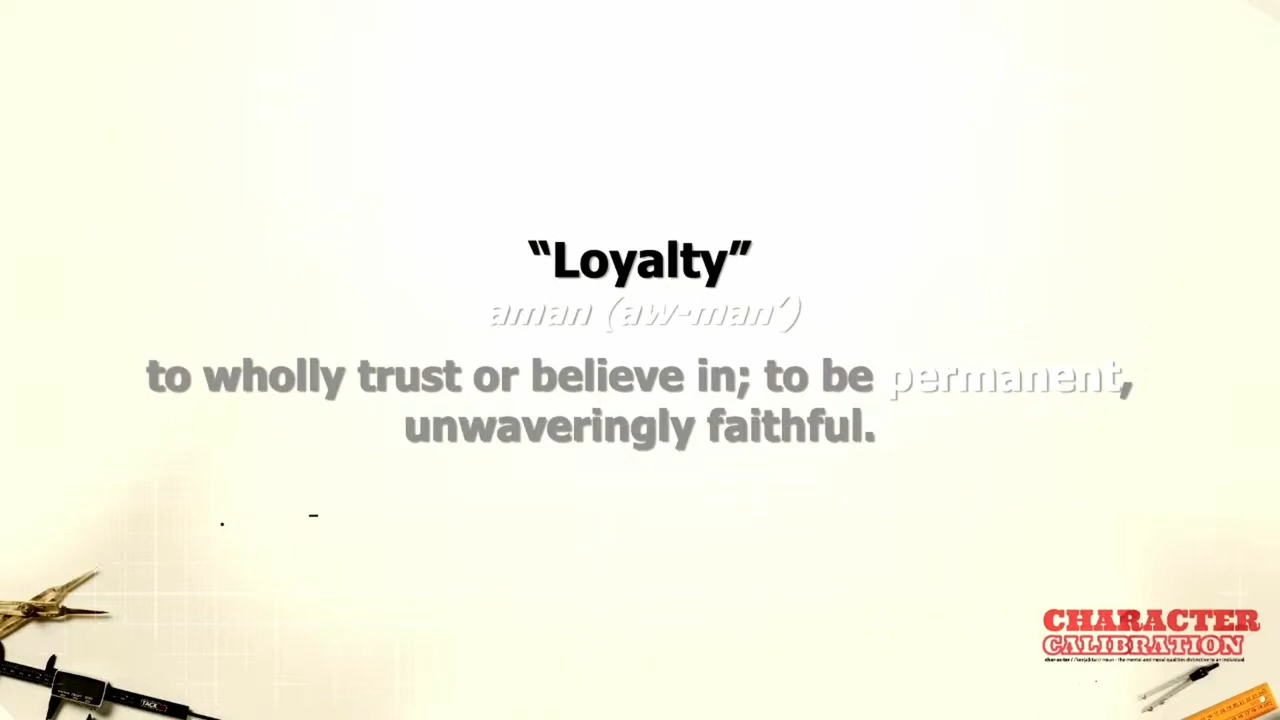 “Loyalty”
aman (aw-man’)
to wholly trust or believe in; to be permanent,
unwaveringly faithful.
. -
CHARACTER
CALIBRATION